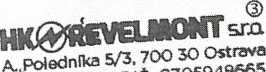 ③
HK REVELMONT s.r.o.
A. Poledníka 5/3, 700 30 Ostrava